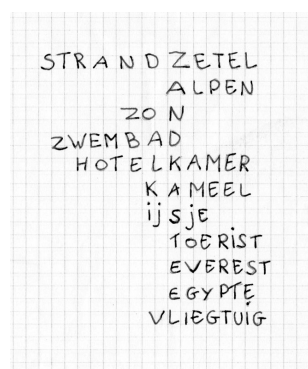 STRANDZETEL
ALPEN
ZON
ZWEMBAD
HOTELKAMER
KAMEEL
ijsje
TOERIST
EVEREST
EGYPTE
VLIEGTUIG